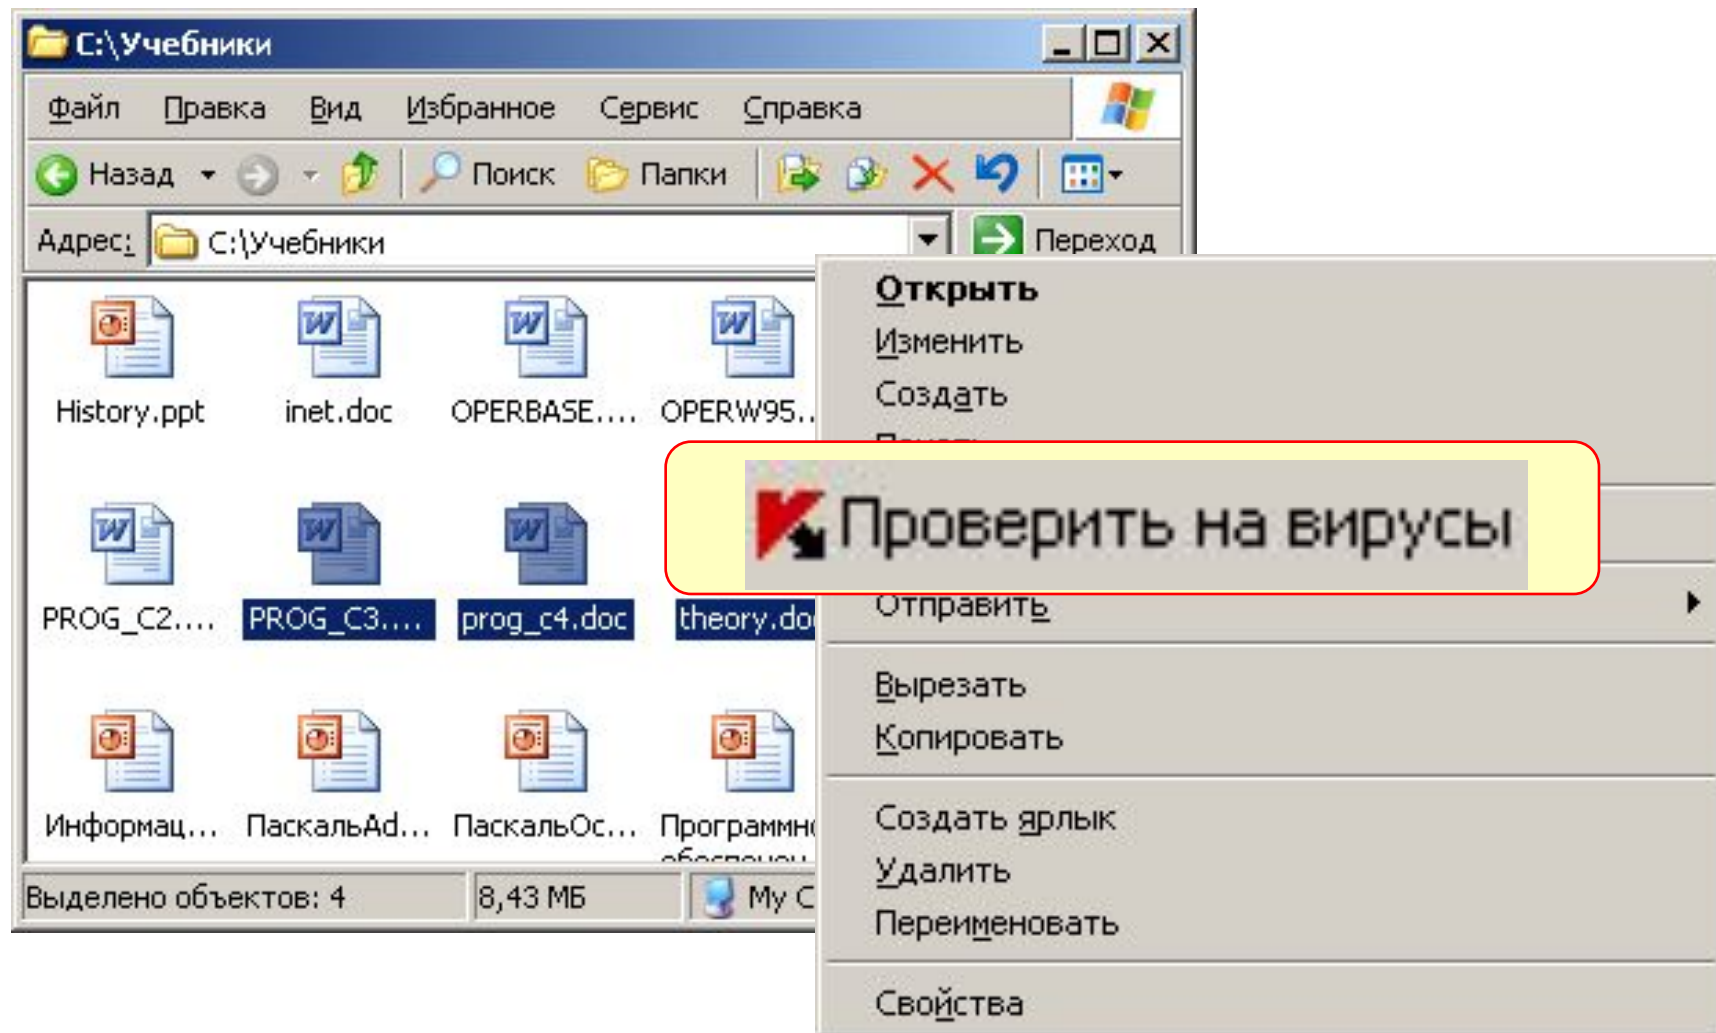 C:\Учебники
Файл Правка Вид Избранное Сервис Справка
Назад Поиск Папки
Адрес: C:\Учебники Переход
History.ppt inet.doc OPERBASE.... OPERW95..
PROG_C2.... PROG_C3.... prog_c4.doc theory.do
Информац... ПаскальAd... ПаскальОс... Программно
Выделено объектов: 4 8,43 МБ My C
Открыть
Изменить
Создать
Проверить на вирусы
Отправить
Вырезать
Копировать
Создать ярлык
Удалить
Переименовать
Свойства